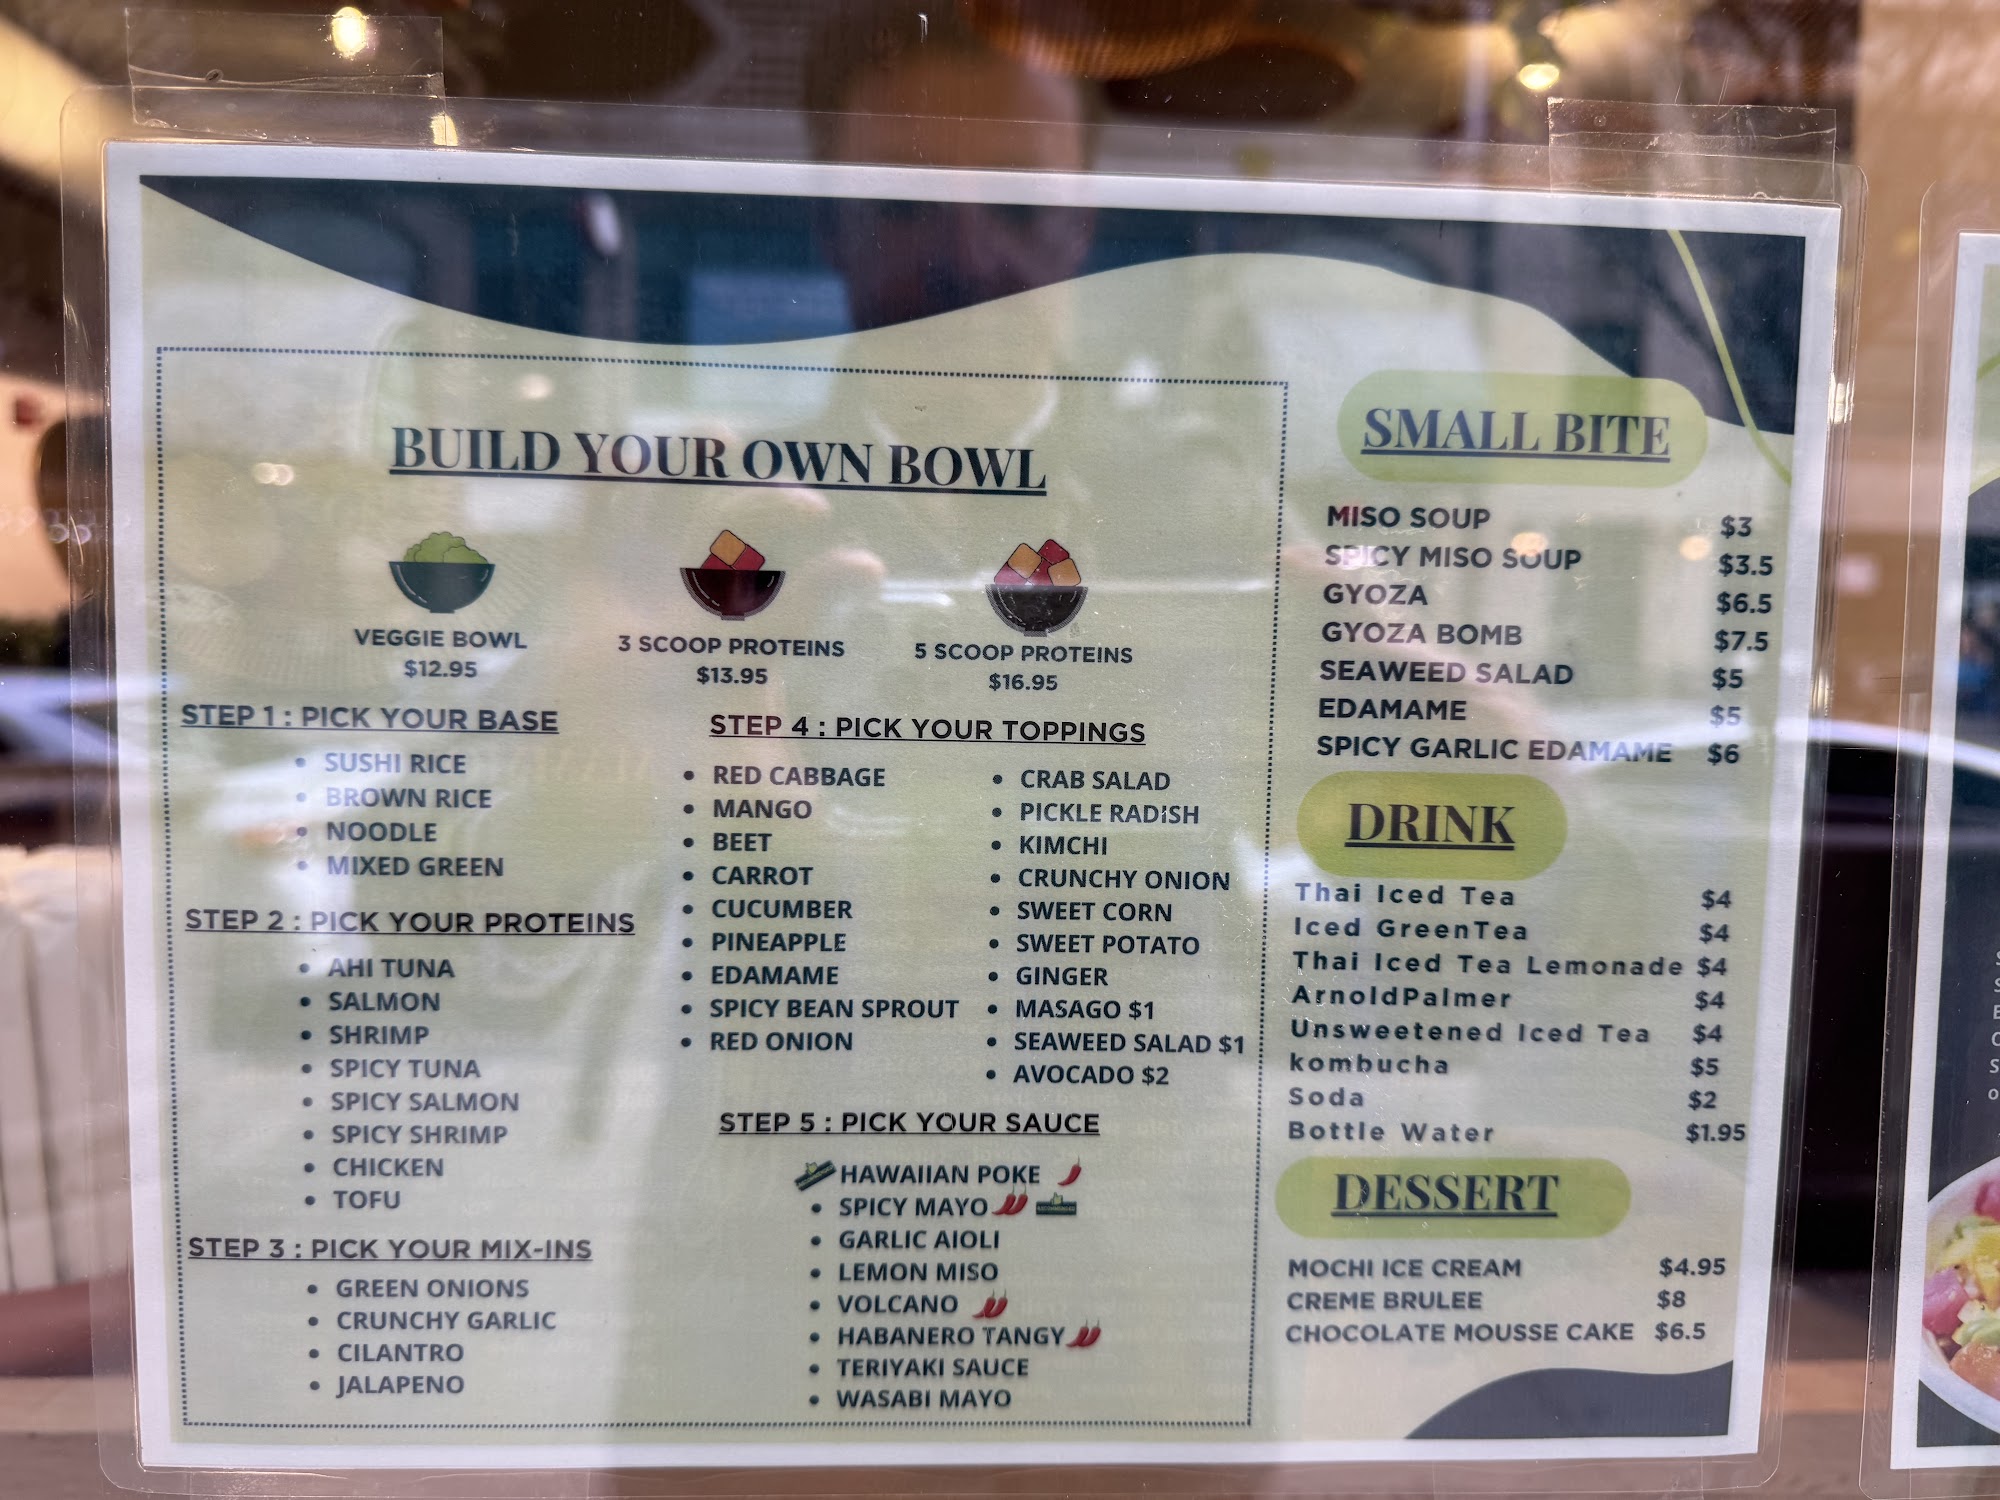 BUILD YOUR OWN BOWL
VEGGIE BOWL
$12.95
3 SCOOP PROTEINS
$13.95
5 SCOOP PROTEINS
$16.95
STEP 1 : PICK YOUR BASE
• SUSHI RICE
• BROWN RICE
• NOODLE
• MIXED GREEN
STEP 2 : PICK YOUR PROTEINS
• AHI TUNA
• SALMON
• SHRIMP
• SPICY TUNA
• SPICY SALMON
• SPICY SHRIMP
• CHICKEN
• TOFU
STEP 3 : PICK YOUR MIX-INS
• GREEN ONIONS
• CRUNCHY GARLIC
• CILANTRO
• JALAPENO
STEP 4 : PICK YOUR TOPPINGS
• RED CABBAGE
• MANGO
• BEET
• CARROT
• CUCUMBER
• PINEAPPLE
• EDAMAME
• SPICY BEAN SPROUT
• RED ONION
• CRAB SALAD
• PICKLE RADISH
• KIMCHI
• CRUNCHY ONION
• SWEET CORN
• SWEET POTATO
• GINGER
• MASAGO $1
• SEAWEED SALAD $1
• AVOCADO $2
STEP 5 : PICK YOUR SAUCE
HAWAIIAN POKE
• SPICY MAYO
• GARLIC AIOLI
• LEMON MISO
• VOLCANO
• HABANERO TANGY
• TERIYAKI SAUCE
• WASABI MAYO
SMALL BITE
MISO SOUP $3
SPICY MISO SOUP $3.5
GYOZA $6.5
GYOZA BOMB $7.5
SEAWEED SALAD $5
EDAMAME $5
SPICY GARLIC EDAMAME $6
DRINK
Thai Iced Tea $4
Iced GreenTea $4
Thai Iced Tea Lemonade $4
ArnoldPalmer $4
Unsweetened Iced Tea $4
kombucha $5
Soda $2
Bottle Water $1.95
DESSERT
MOCHI ICE CREAM $4.95
CREME BRULEE $8
CHOCOLATE MOUSSE CAKE $6.5